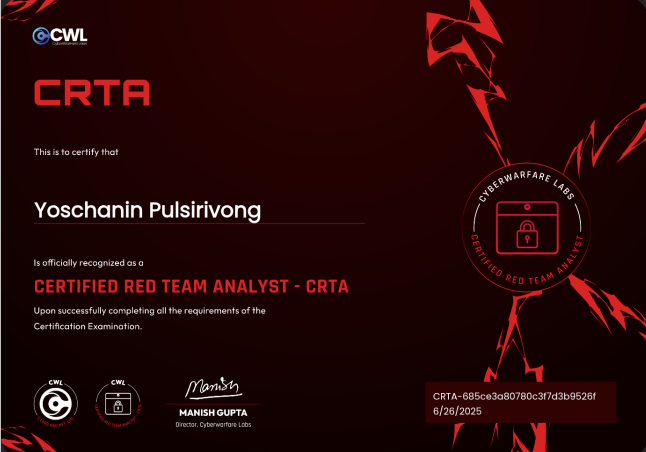 CWL
CyberWarFare Labs
CRTA
This is to certify that
Yoschanin Pulsirivong
Is officially recognized as a
CERTIFIED RED TEAM ANALYST - CRTA
Upon successfully completing all the requirements of the
Certification Examination.
CYBERWARFARE LABS
CERTIFIED RED TEAM ANALYST
CWL
CWL
Manish
MANISH GUPTA
Director, Cyberwarfare Labs
CRTA-685ce3a80780c3f7d3b9526f
6/26/2025